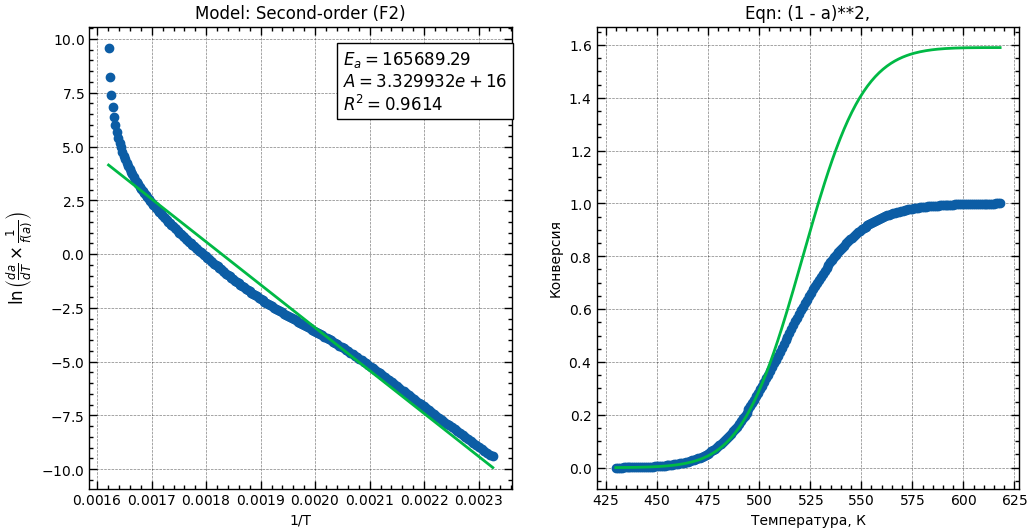 Model: Second-order (F2)
ln(da/dT × 1/f(a))
10.0
7.5
5.0
2.5
0.0
−2.5
−5.0
−7.5
−10.0
E_a = 165689.29
A = 3.329932e + 16
R² = 0.9614
0.0016 0.0017 0.0018 0.0019 0.0020 0.0021 0.0022 0.0023
1/T
Eqn: (1 - a)**2,
Конверсия
1.6
1.4
1.2
1.0
0.8
0.6
0.4
0.2
0.0
425 450 475 500 525 550 575 600 625
Температура, К